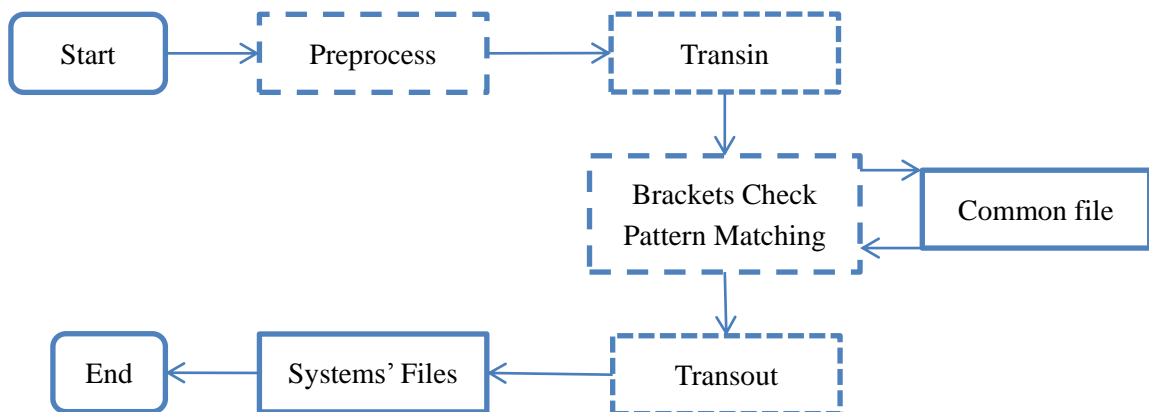 Start
Preprocess
Transin
Brackets Check
Pattern Matching
Common file
End
Systems’ Files
Transout